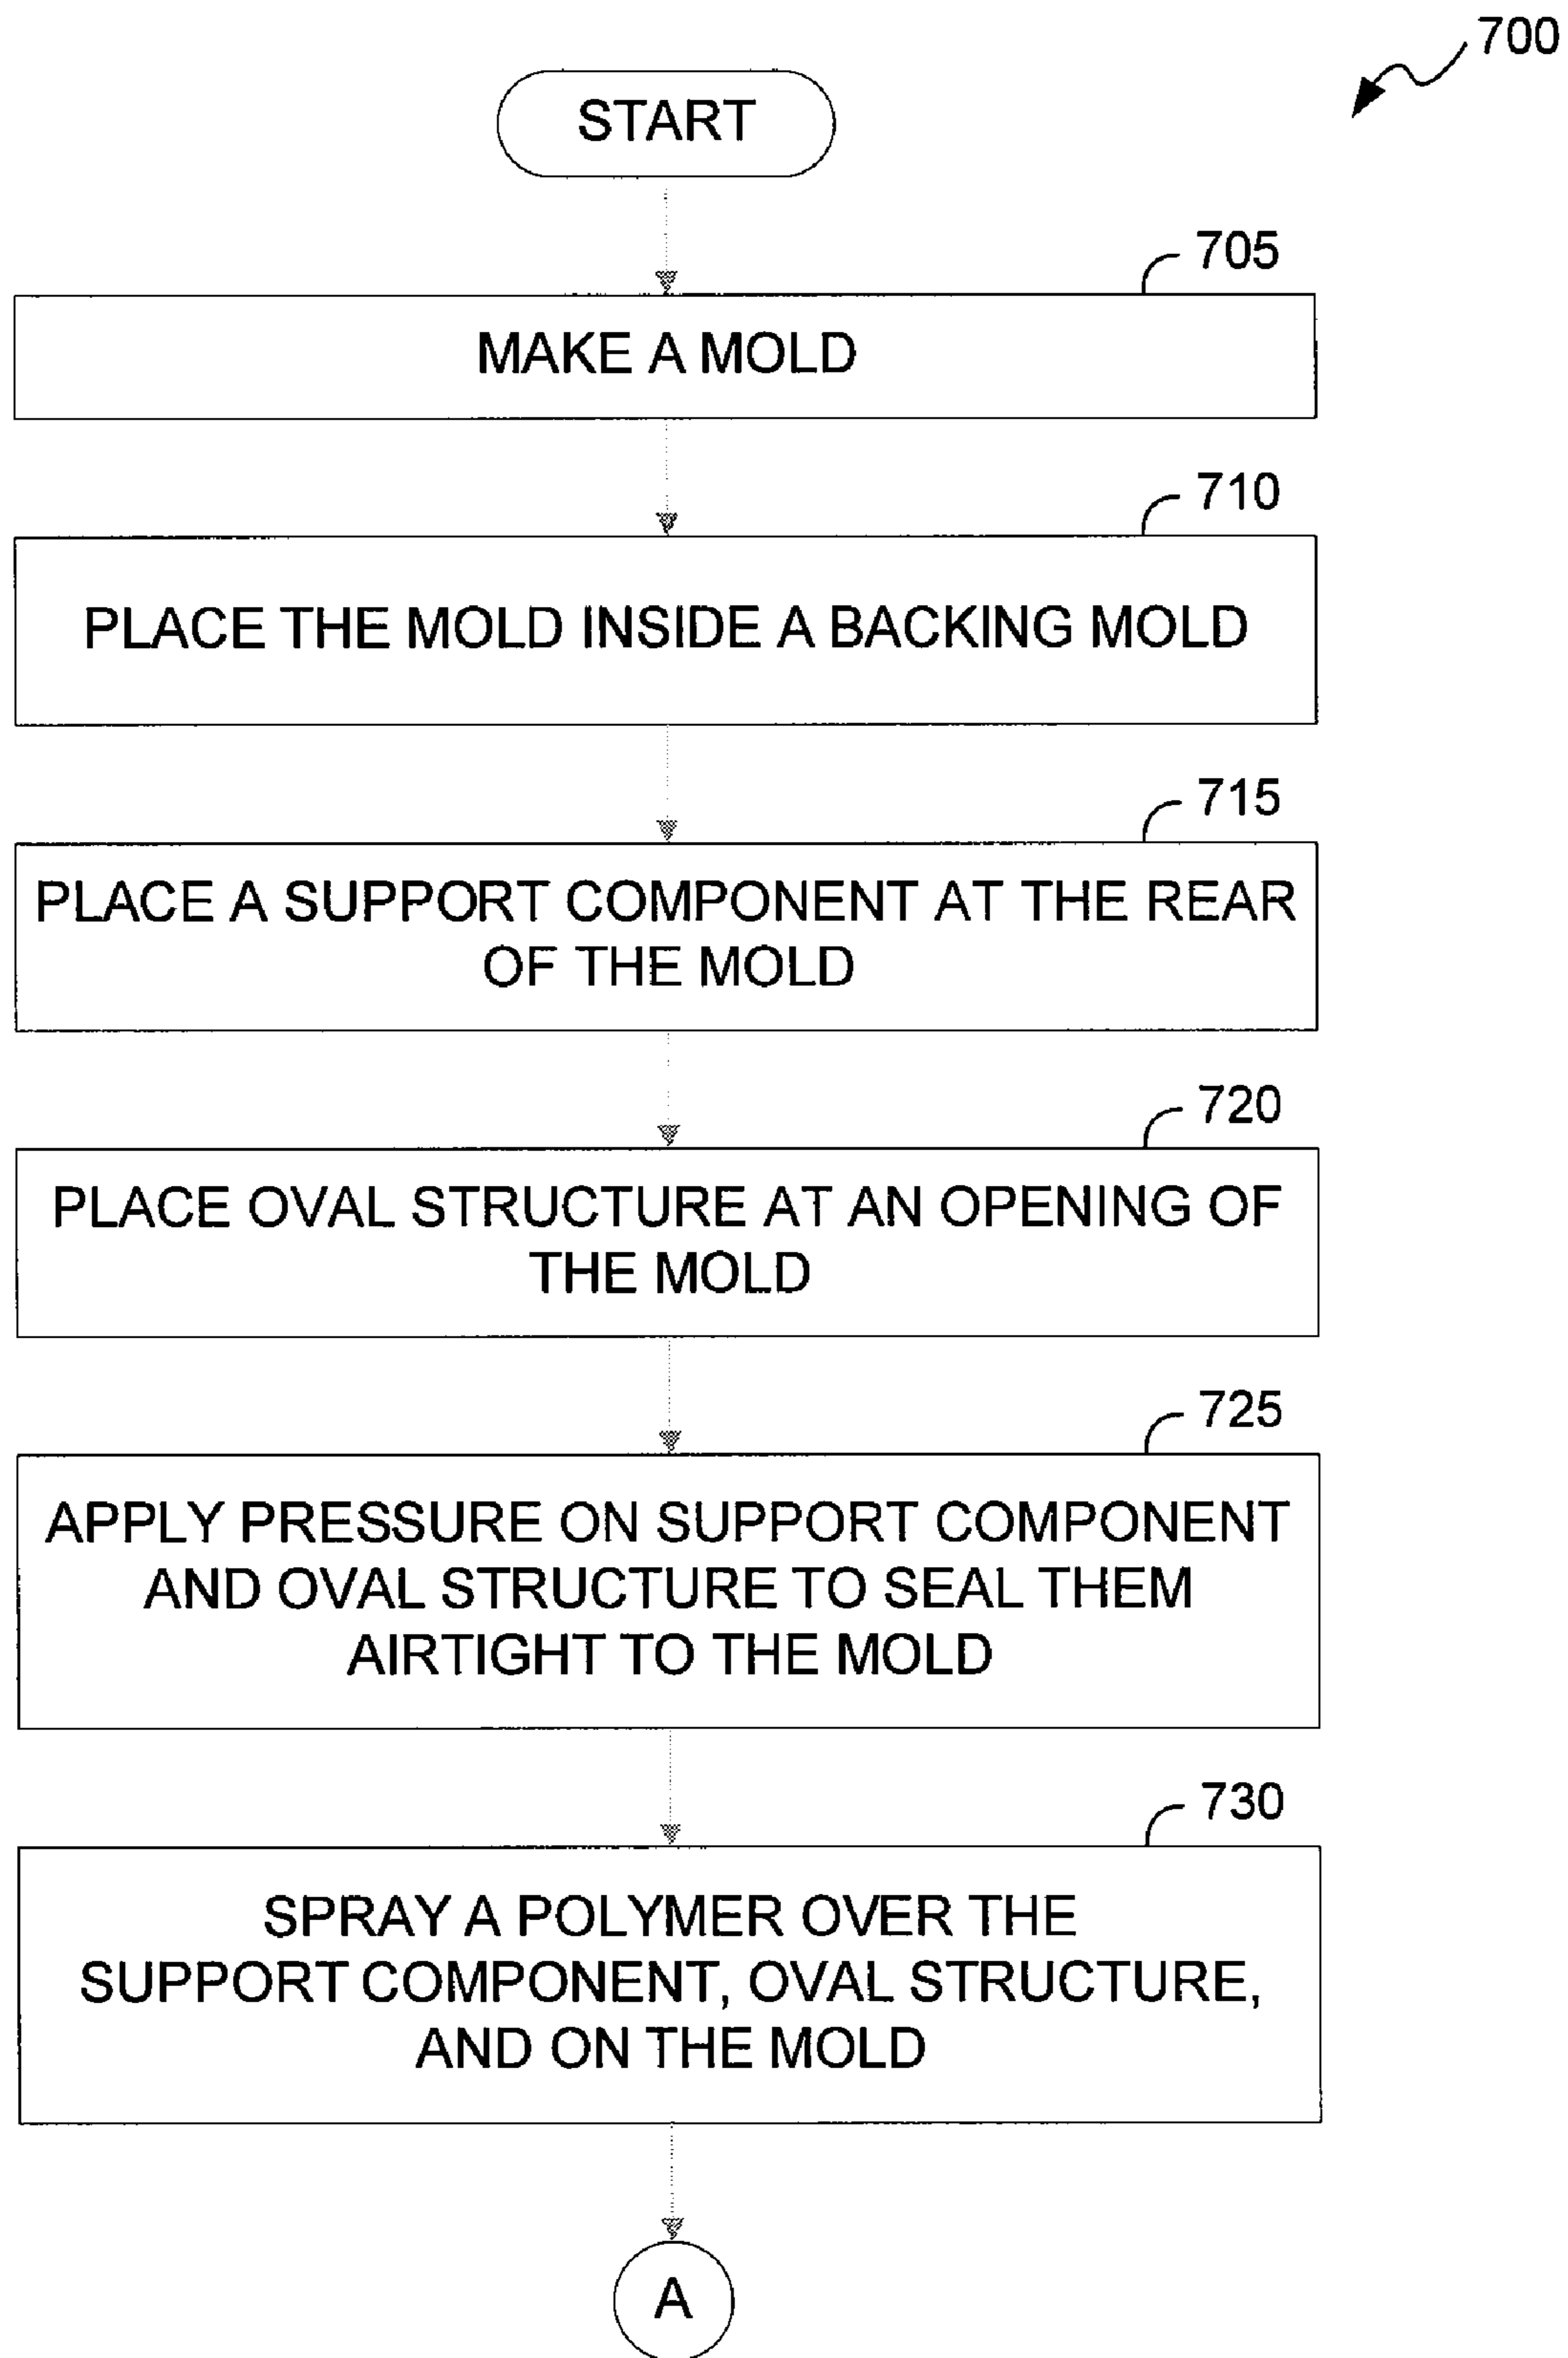 700
START
705
MAKE A MOLD
710
PLACE THE MOLD INSIDE A BACKING MOLD
715
PLACE A SUPPORT COMPONENT AT THE REAR
OF THE MOLD
720
PLACE OVAL STRUCTURE AT AN OPENING OF
THE MOLD
725
APPLY PRESSURE ON SUPPORT COMPONENT
AND OVAL STRUCTURE TO SEAL THEM
AIRTIGHT TO THE MOLD
730
SPRAY A POLYMER OVER THE
SUPPORT COMPONENT, OVAL STRUCTURE,
AND ON THE MOLD
A